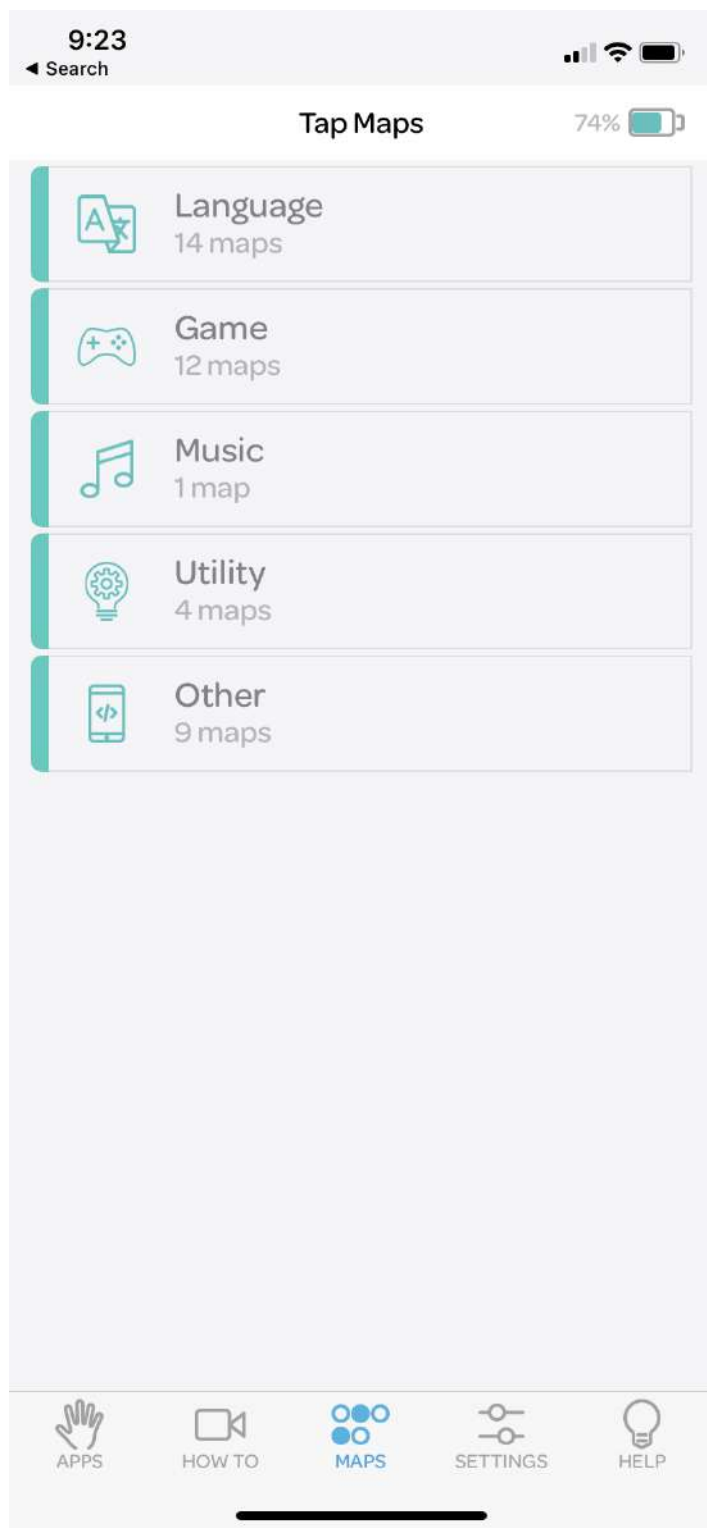 9:23
◀ Search
Tap Maps
74%
Language
14 maps
Game
12 maps
Music
1 map
Utility
4 maps
Other
9 maps
APPS
HOW TO
MAPS
SETTINGS
HELP